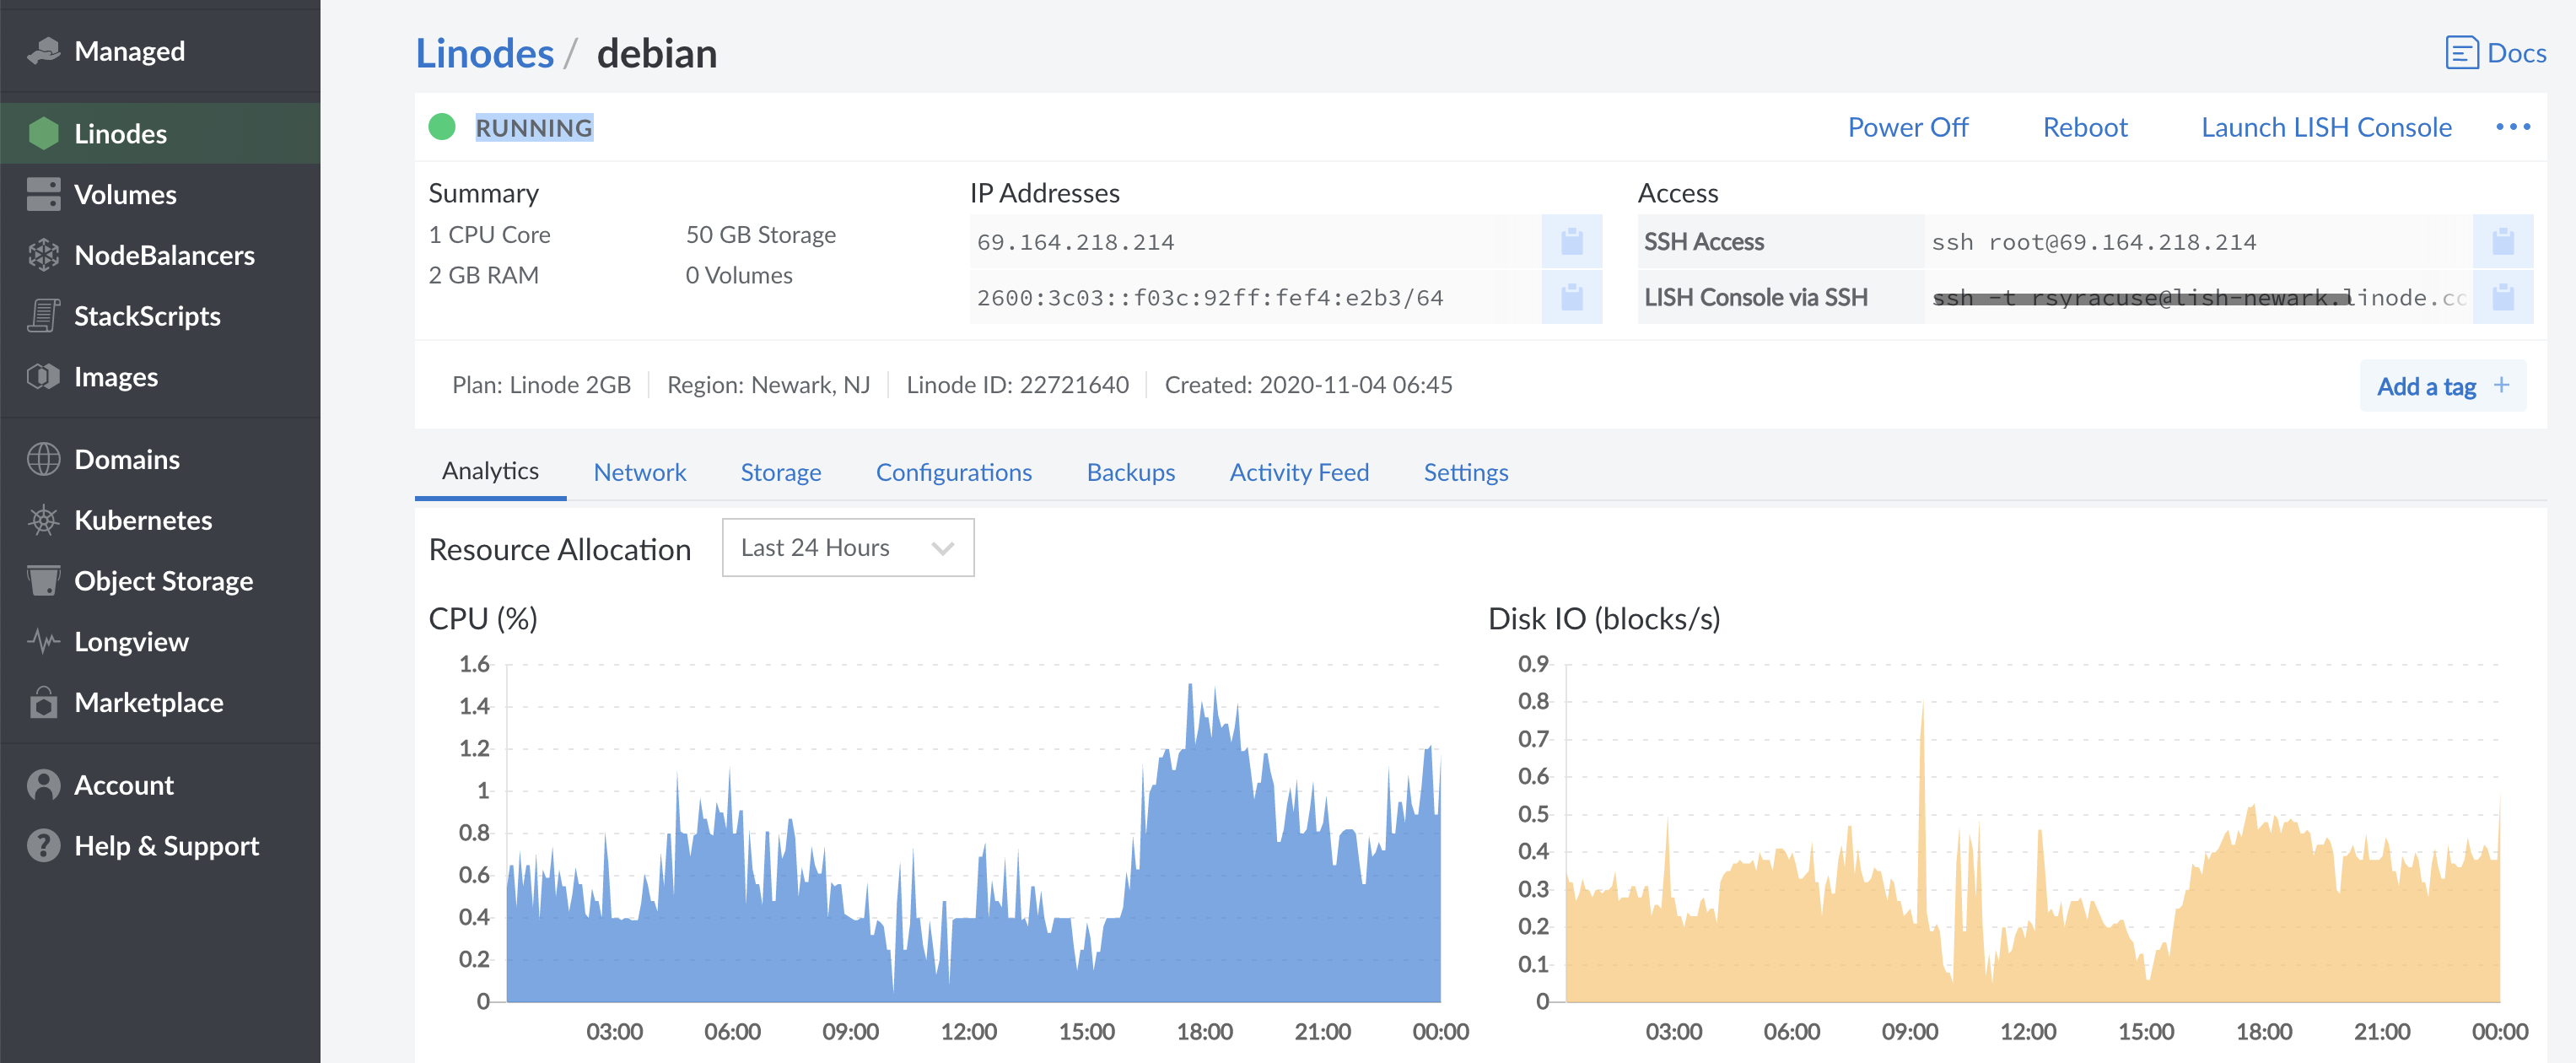 Managed
Linodes
Volumes
NodeBalancers
StackScripts
Images
Domains
Kubernetes
Object Storage
Longview
Marketplace
Account
Help & Support
Linodes / debian
Docs
RUNNING
Power Off Reboot Launch LISH Console
Summary
1 CPU Core 50 GB Storage
2 GB RAM 0 Volumes
IP Addresses
69.164.218.214
2600:3c03::f03c:92ff:fef4:e2b3/64
Access
SSH Access ssh root@69.164.218.214
LISH Console via SSH ssh -t rsyracuse@lish-newark.linode.co
Plan: Linode 2GB Region: Newark, NJ Linode ID: 22721640 Created: 2020-11-04 06:45
Add a tag +
Analytics Network Storage Configurations Backups Activity Feed Settings
Resource Allocation Last 24 Hours
CPU (%)
1.6
1.4
1.2
1
0.8
0.6
0.4
0.2
0
03:00 06:00 09:00 12:00 15:00 18:00 21:00 00:00
Disk IO (blocks/s)
0.9
0.8
0.7
0.6
0.5
0.4
0.3
0.2
0.1
0
03:00 06:00 09:00 12:00 15:00 18:00 21:00 00:00